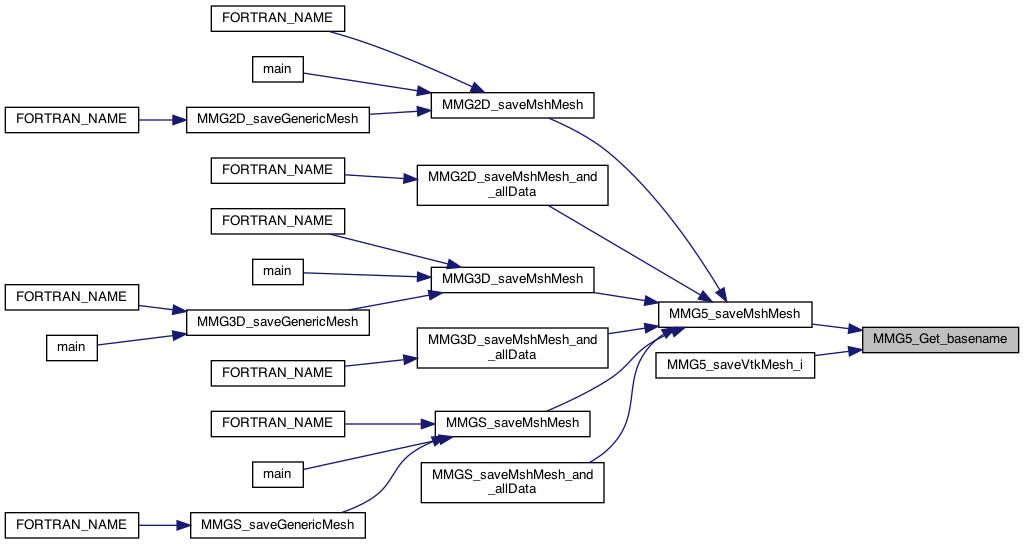 FORTRAN_NAME
main
MMG2D_saveMshMesh
FORTRAN_NAME
MMG2D_saveGenericMesh
FORTRAN_NAME
MMG2D_saveMshMesh_and
_allData
FORTRAN_NAME
main
MMG3D_saveMshMesh
FORTRAN_NAME
MMG3D_saveGenericMesh
main
MMG5_saveMshMesh
MMG5_Get_basename
MMG3D_saveMshMesh_and
_allData
MMG5_saveVtkMesh_i
FORTRAN_NAME
FORTRAN_NAME
MMGS_saveMshMesh
main
MMGS_saveMshMesh_and
_allData
FORTRAN_NAME
MMGS_saveGenericMesh